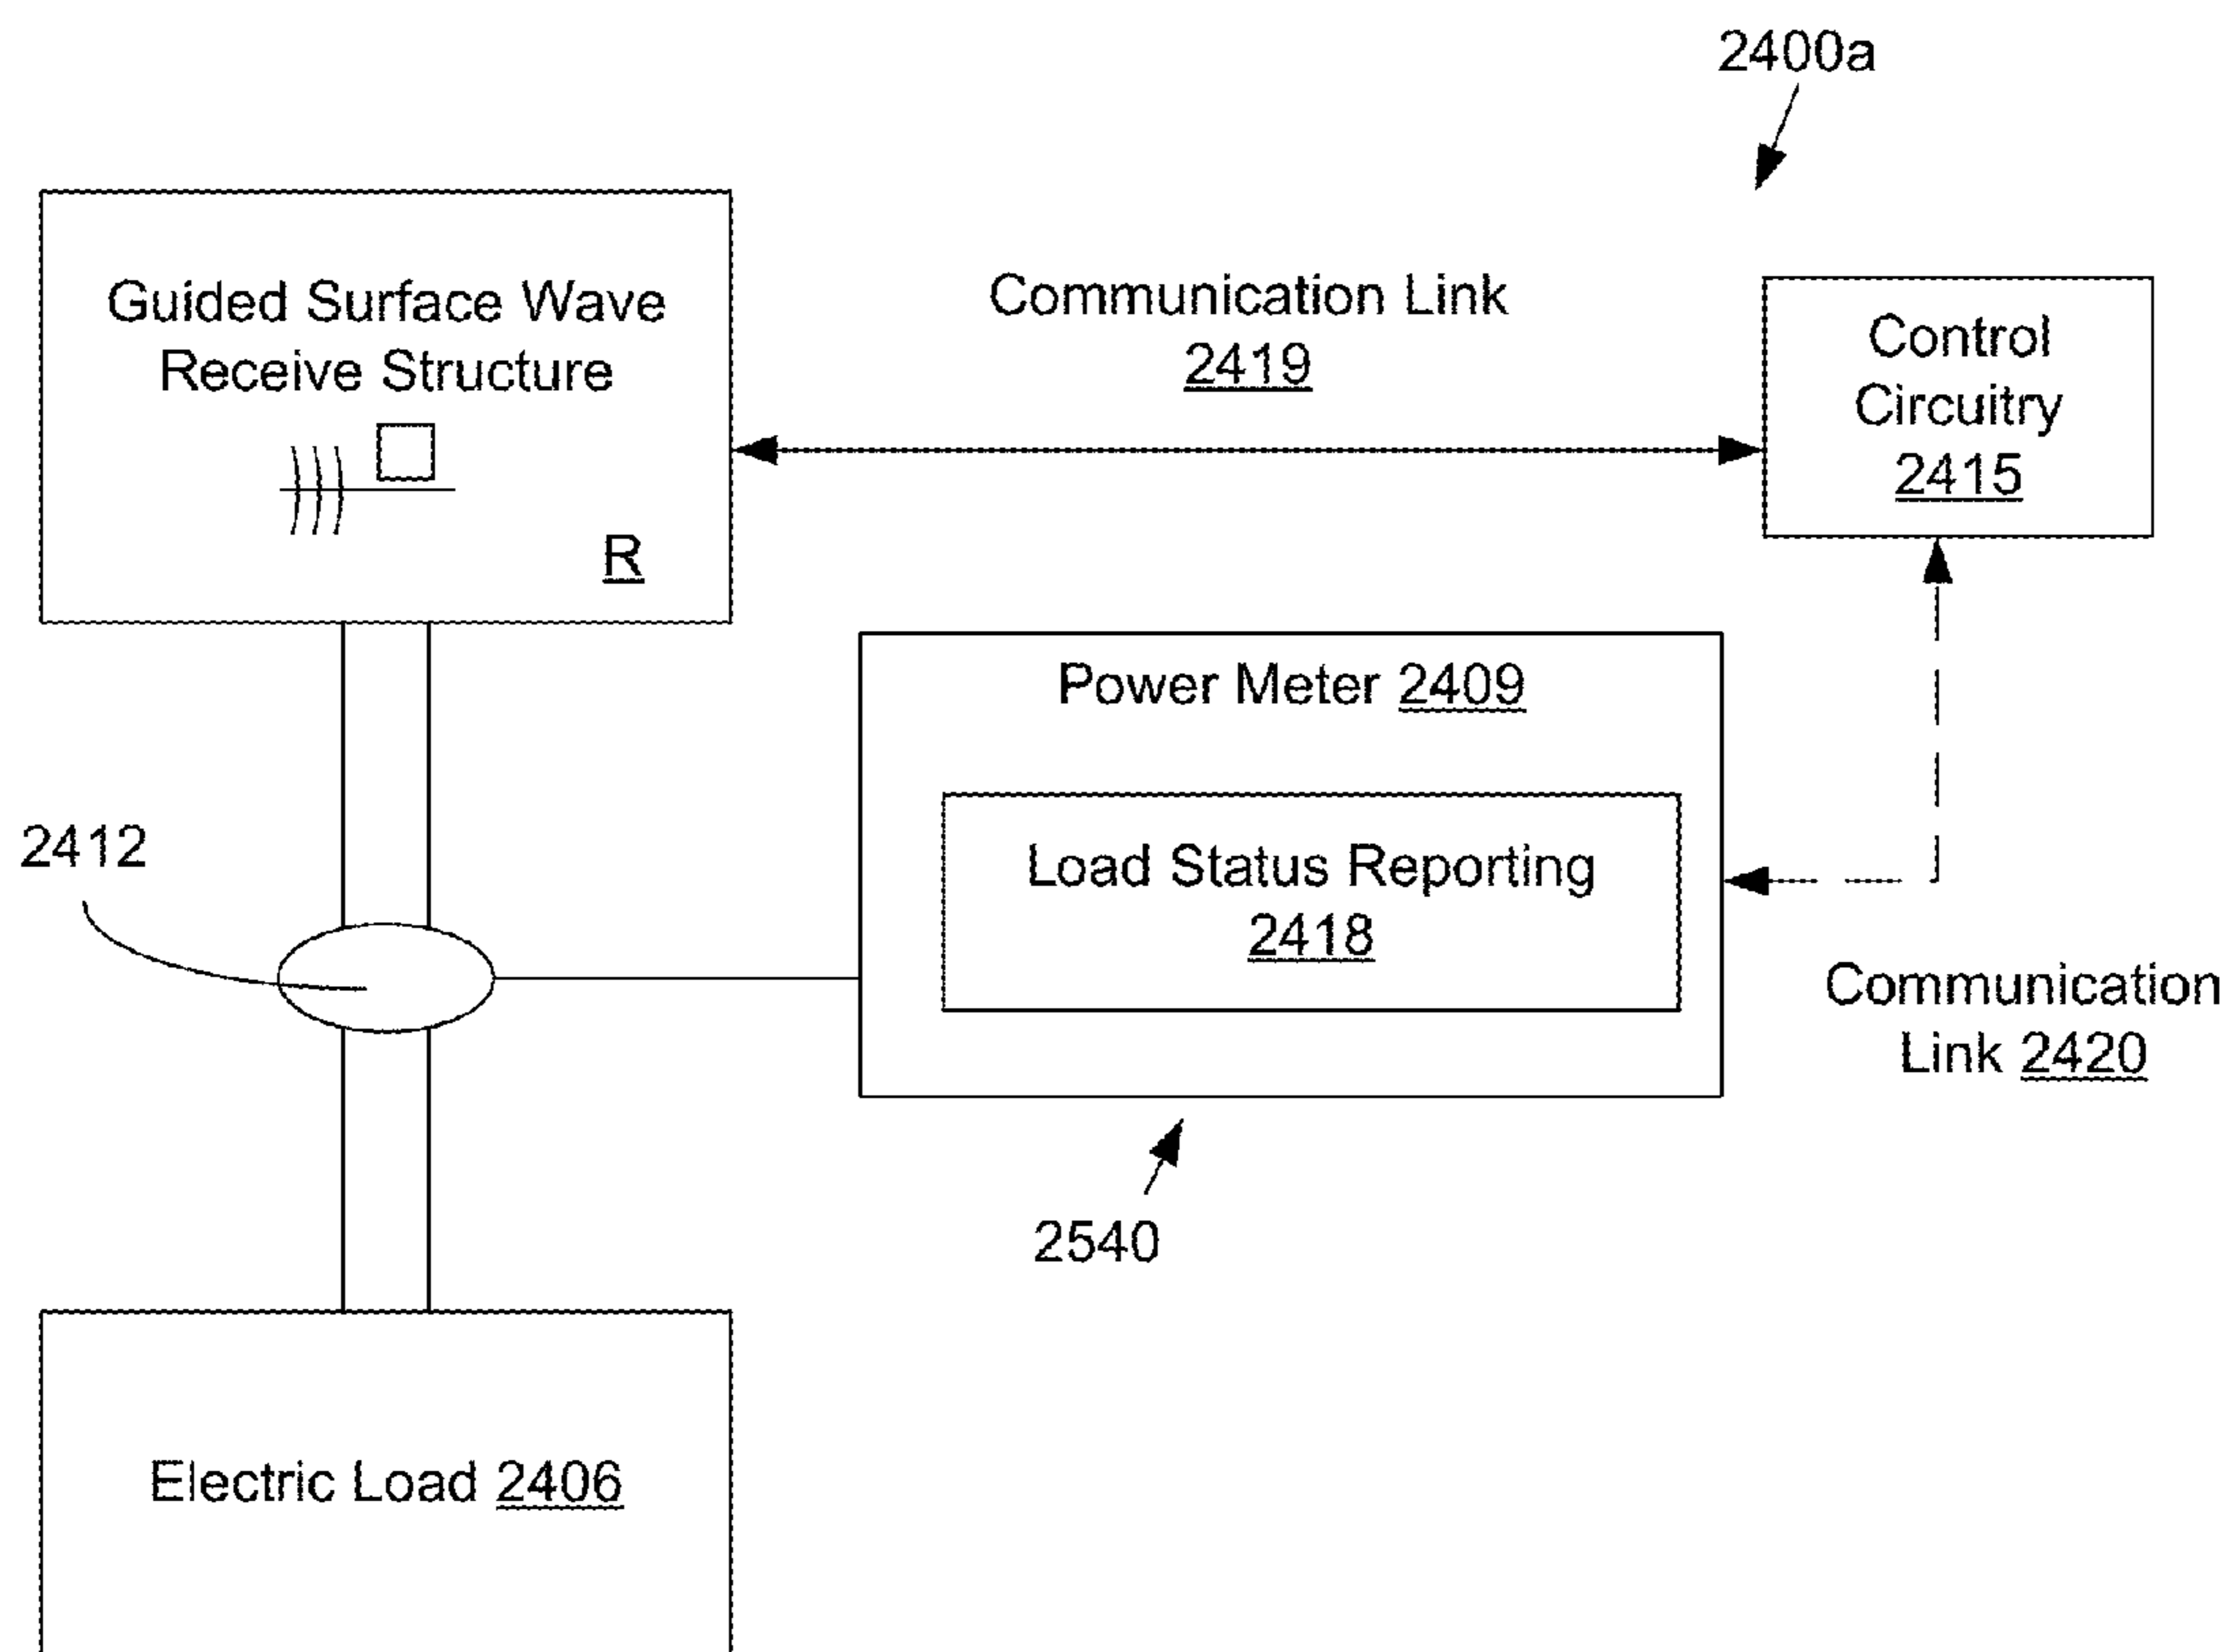 2400a
Guided Surface Wave
Receive Structure
R
Communication Link
2419
Control
Circuitry
2415
Power Meter 2409
Load Status Reporting
2418
2412
Communication
Link 2420
2540
Electric Load 2406